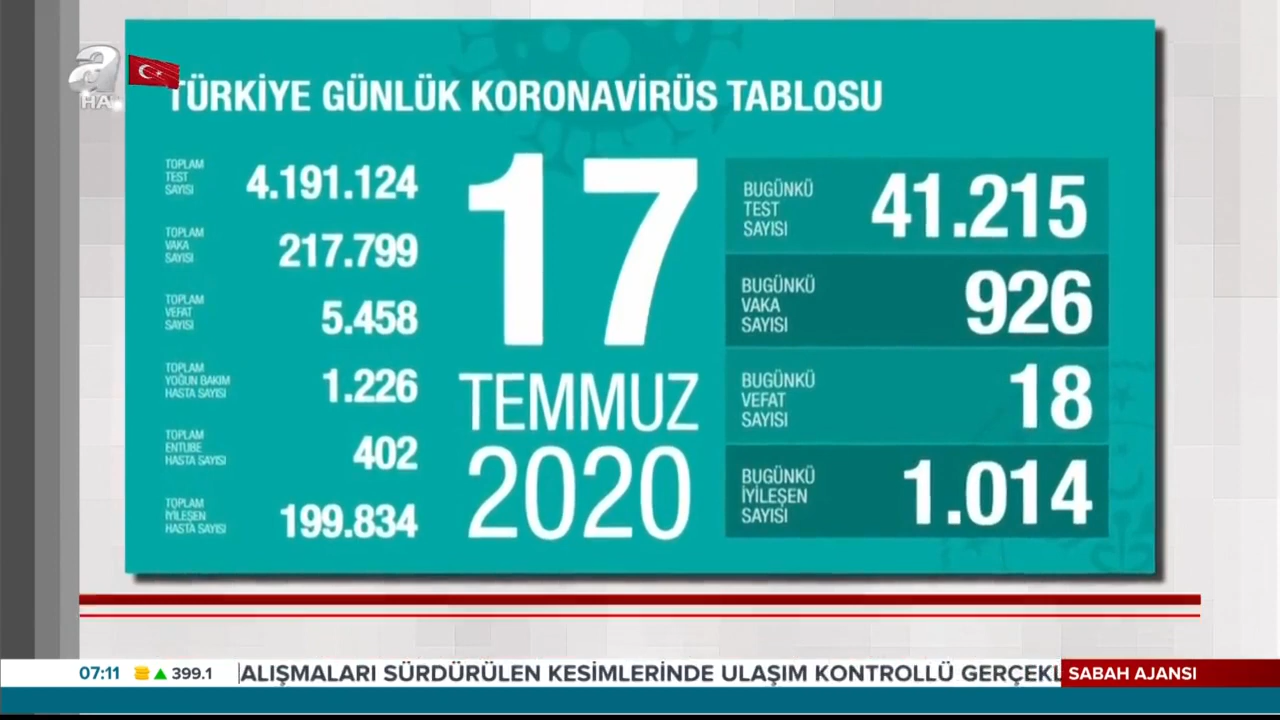 a
HA
TÜRKİYE GÜNLÜK KORONAVİRÜS TABLOSU
TOPLAM
TEST
SAYISI
4.191.124
TOPLAM
VAKA
SAYISI
217.799
TOPLAM
VEFAT
SAYISI
5.458
TOPLAM
YOĞUN BAKIM
HASTA SAYISI
1.226
TOPLAM
ENTUBE
HASTA SAYISI
402
TOPLAM
İYİLEŞEN
HASTA SAYISI
199.834
17
TEMMUZ
2020
BUGÜNKÜ
TEST
SAYISI
41.215
BUGÜNKÜ
VAKA
SAYISI
926
BUGÜNKÜ
VEFAT
SAYISI
18
BUGÜNKÜ
İYİLEŞEN
SAYISI
1.014
07:11 399.1 ALIŞMALARI SÜRDÜRÜLEN KESİMLERİNDE ULAŞIM KONTROLLÜ GERÇEKL SABAH AJANSI